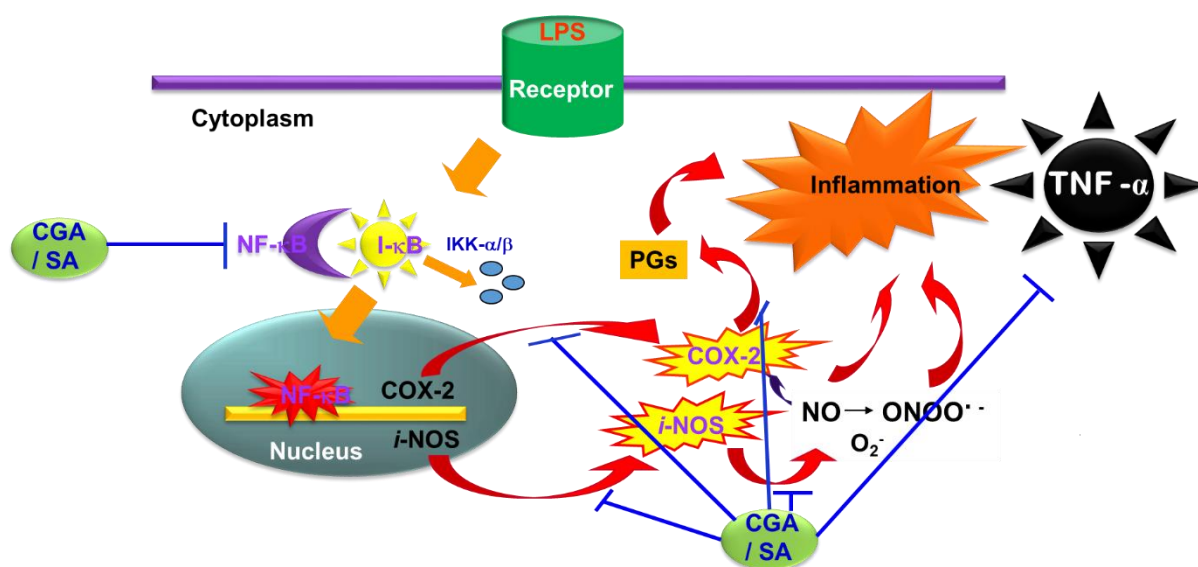 LPS
Receptor
Cytoplasm
Inflammation
TNF -α
CGA
/ SA
NF-κB
I-κB
IKK-α/β
PGs
COX-2
NF-κB
COX-2
i-NOS
i-NOS
Nucleus
NO→ ONOO˙ -
O₂⁻
CGA
/ SA